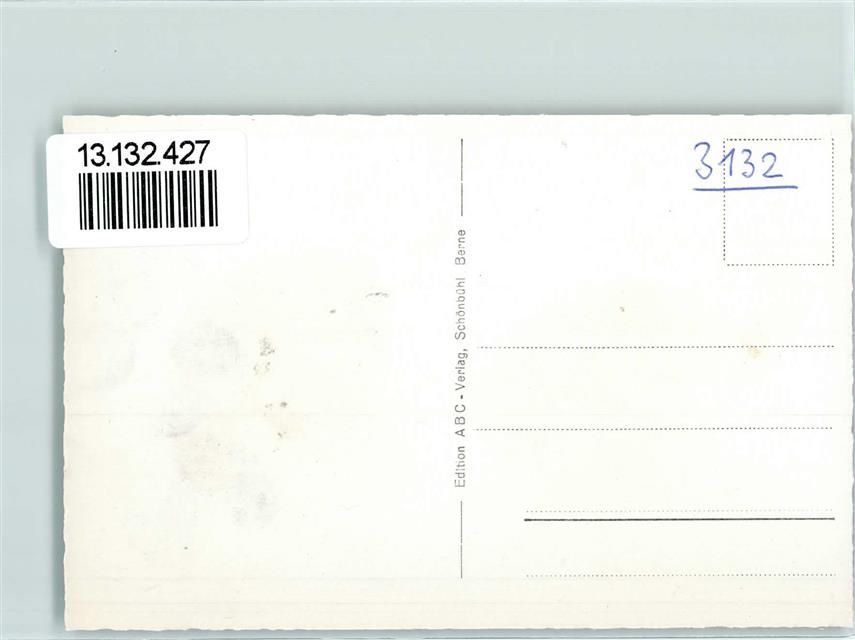 13.132.427
3132
Edition ABC - Verlag, Schönbühl Berne